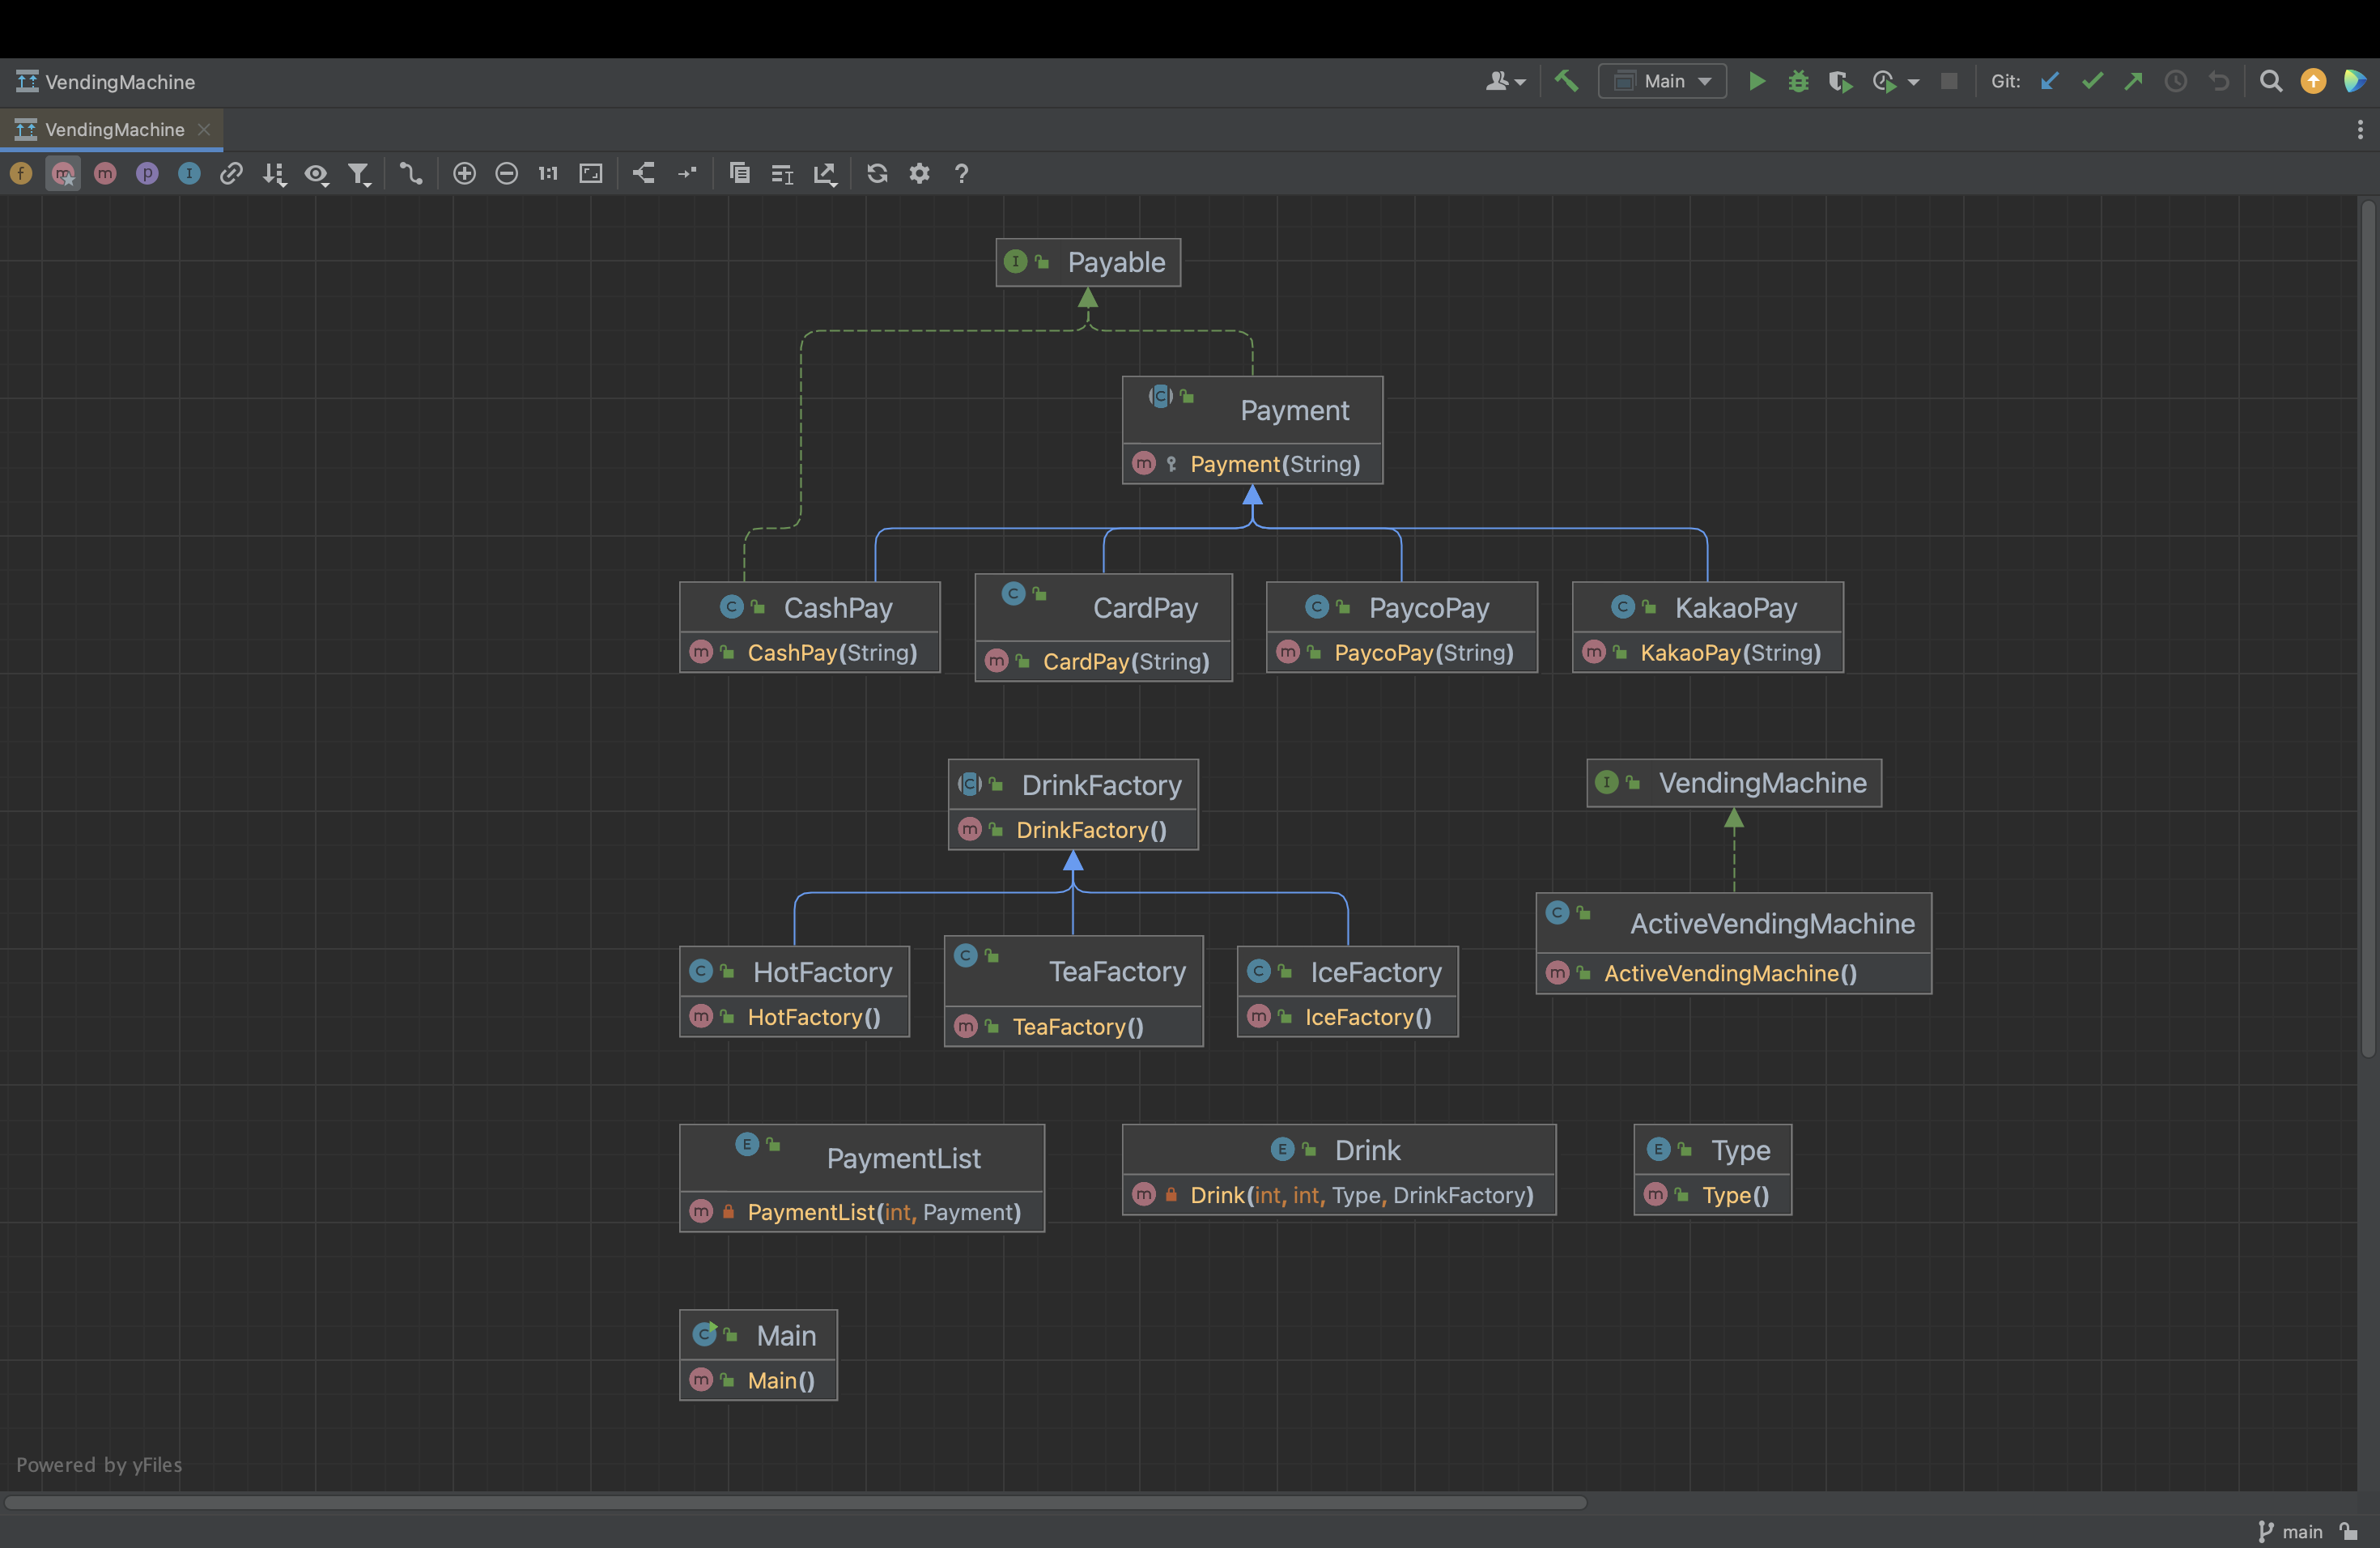 VendingMachine
Main
Git:
VendingMachine
f m m p I 1:1 ?
I Payable
C Payment
m Payment(String)
C CashPay
m CashPay(String)
C CardPay
m CardPay(String)
C PaycoPay
m PaycoPay(String)
C KakaoPay
m KakaoPay(String)
C DrinkFactory
m DrinkFactory()
I VendingMachine
C HotFactory
m HotFactory()
C TeaFactory
m TeaFactory()
C IceFactory
m IceFactory()
C ActiveVendingMachine
m ActiveVendingMachine()
E PaymentList
m PaymentList(int, Payment)
E Drink
m Drink(int, int, Type, DrinkFactory)
E Type
m Type()
C Main
m Main()
Powered by yFiles
main